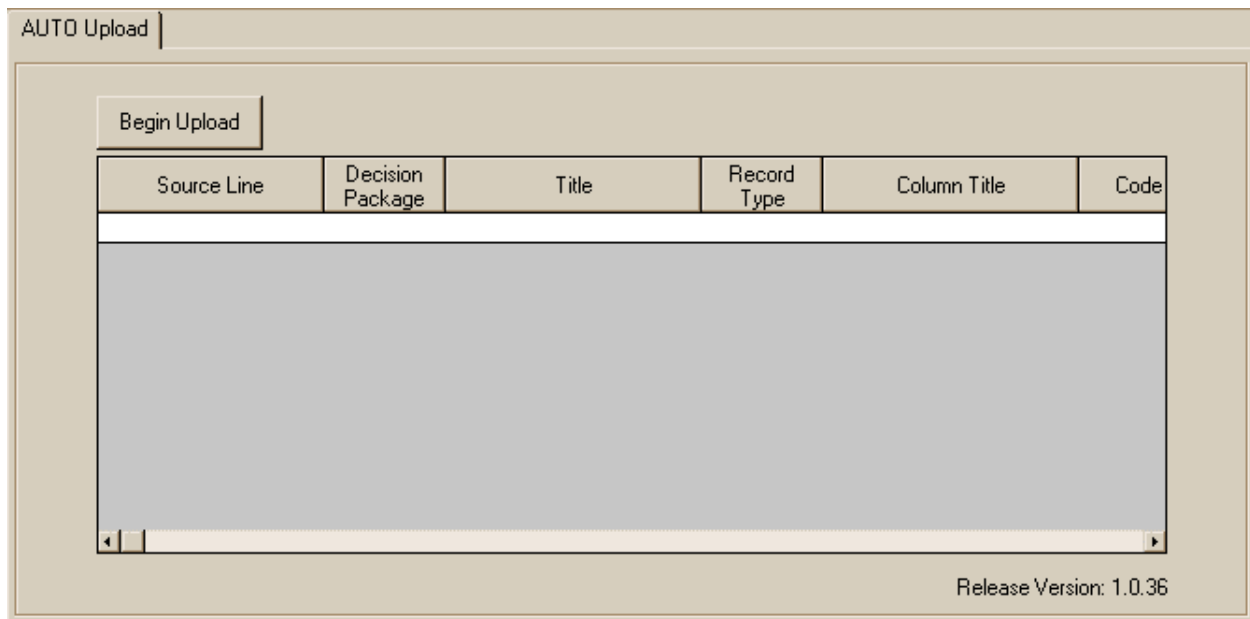 AUTO Upload
Begin Upload
Source Line Decision Package Title Record Type Column Title Code
Release Version: 1.0.36